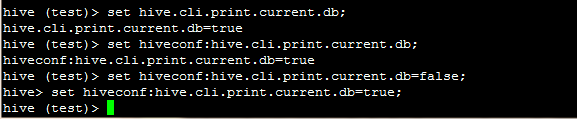 hive (test)> set hive.cli.print.current.db;
hive.cli.print.current.db=true
hive (test)> set hiveconf:hive.cli.print.current.db;
hiveconf:hive.cli.print.current.db=true
hive (test)> set hiveconf:hive.cli.print.current.db=false;
hive> set hiveconf:hive.cli.print.current.db=true;
hive (test)>